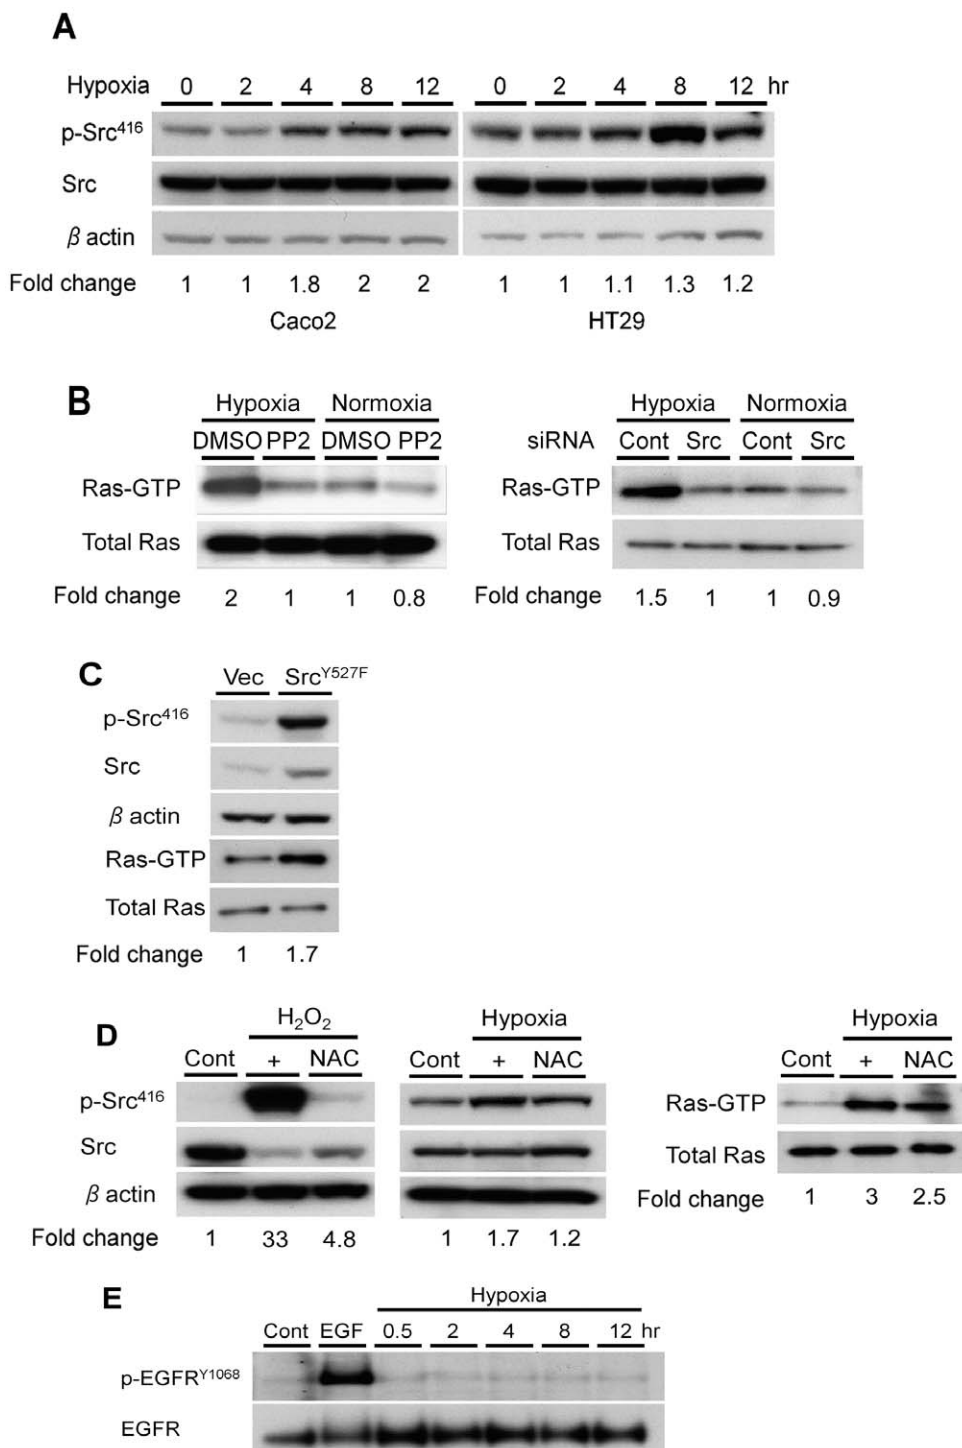 A
Hypoxia 0 2 4 8 12 0 2 4 8 12 hr
p-Src416
Src
β actin
Fold change 1 1 1.8 2 2 1 1 1.1 1.3 1.2
Caco2 HT29
B
Hypoxia Normoxia
DMSO PP2 DMSO PP2
Ras-GTP
Total Ras
Fold change 2 1 1 0.8
Hypoxia Normoxia
siRNA Cont Src Cont Src
Ras-GTP
Total Ras
Fold change 1.5 1 1 0.9
C
Vec SrcY527F
p-Src416
Src
β actin
Ras-GTP
Total Ras
Fold change 1 1.7
D
H2O2
Cont + NAC
p-Src416
Src
β actin
Fold change 1 33 4.8
Hypoxia
Cont + NAC
1 1.7 1.2
Hypoxia
Cont + NAC
Ras-GTP
Total Ras
Fold change 1 3 2.5
E
Hypoxia
Cont EGF 0.5 2 4 8 12 hr
p-EGFRY1068
EGFR